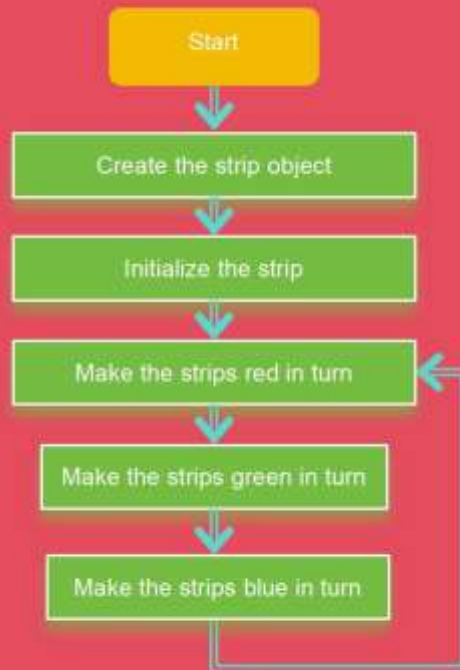 Start
Create the strip object
Initialize the strip
Make the strips red in turn
Make the strips green in turn
Make the strips blue in turn